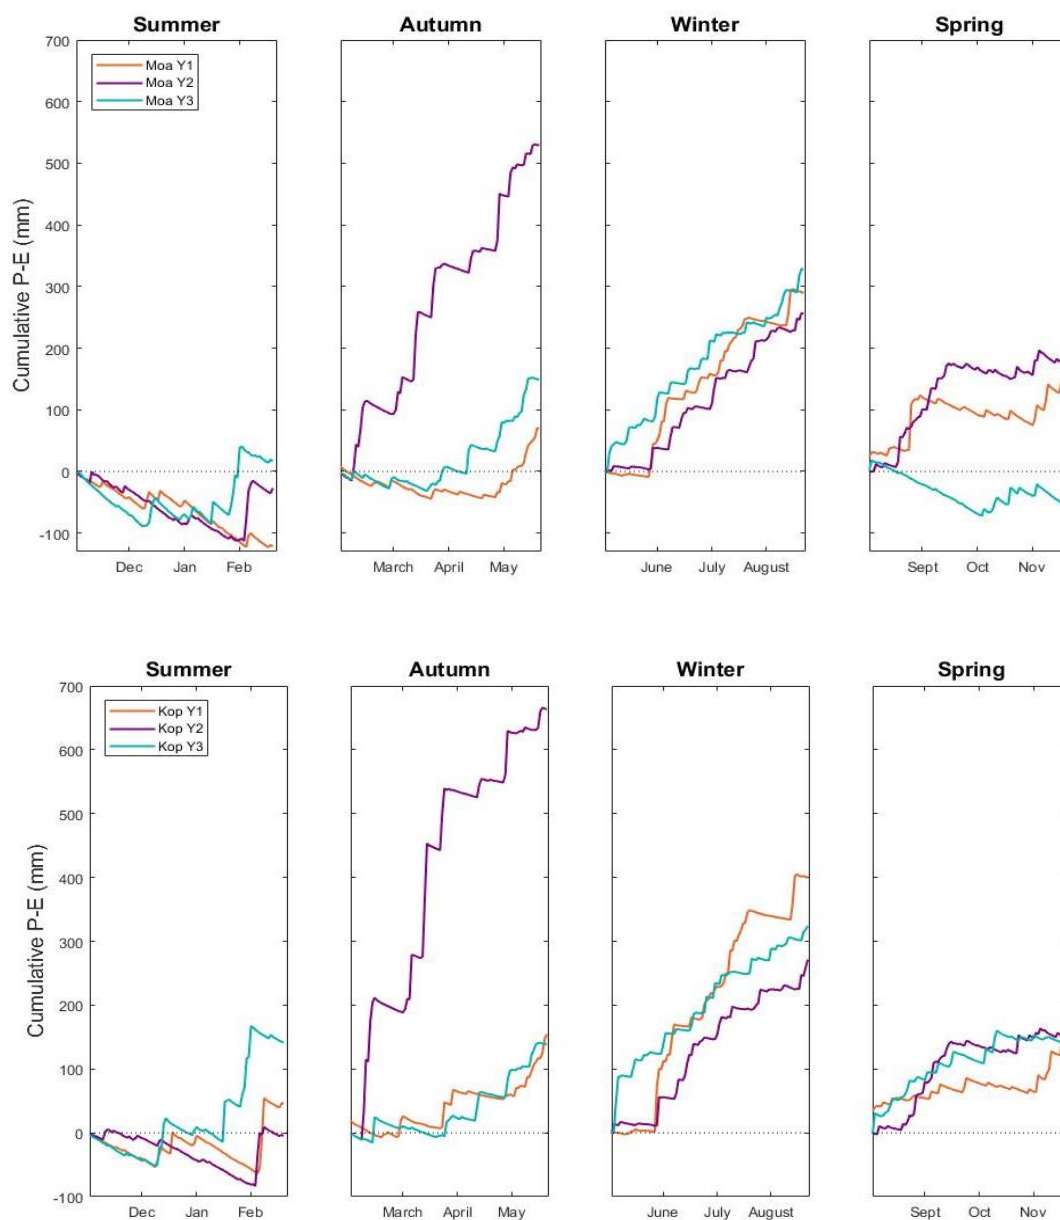 Summer Autumn Winter Spring
700
600
500
400
300
200
100
0
-100
Cumulative P-E (mm)
Moa Y1
Moa Y2
Moa Y3
Dec Jan Feb March April May June July August Sept Oct Nov
Summer Autumn Winter Spring
700
600
500
400
300
200
100
0
-100
Cumulative P-E (mm)
Kop Y1
Kop Y2
Kop Y3
Dec Jan Feb March April May June July August Sept Oct Nov